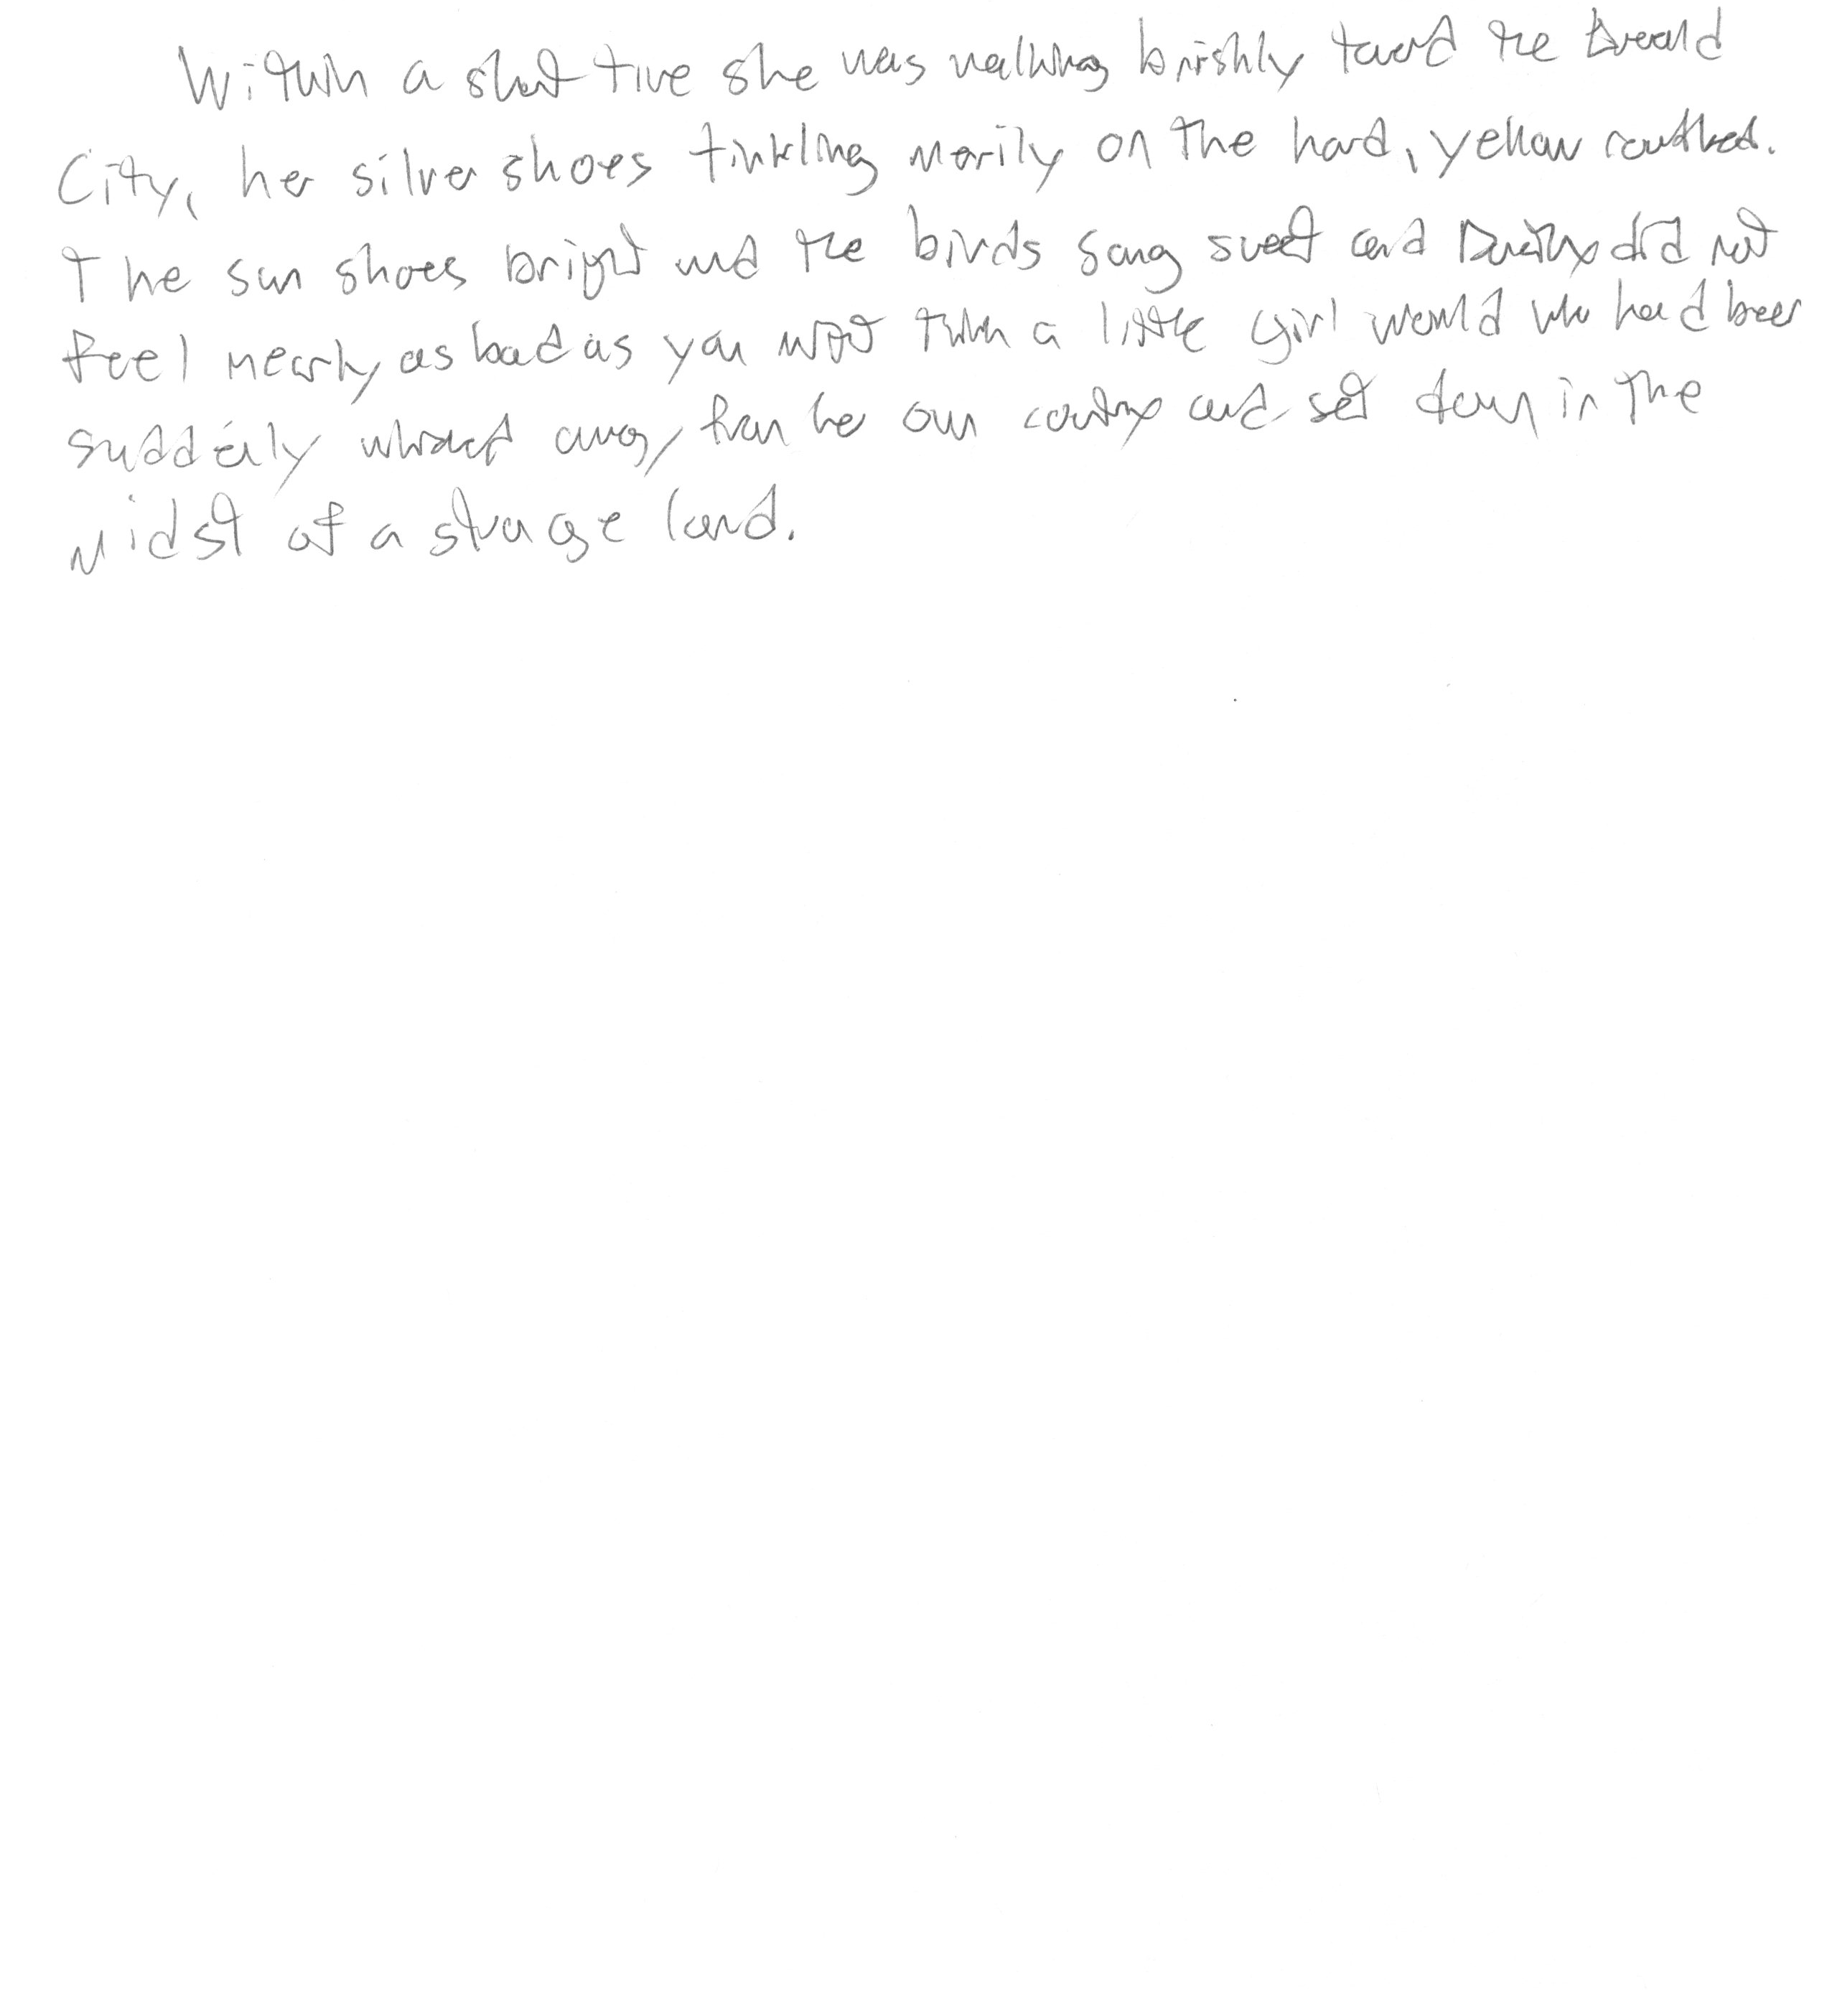 Within a short time she was walking briskly toward the Emerald
City, her silver shoes tinkling merily on the hard, yellow roadbed.
The sun shoes bright and the birds sang sweet and Dorothy did not
feel nearly as bad as you might think a little girl would who had been
suddenly whisked away from her own country and set down in the
midst of a strange land.